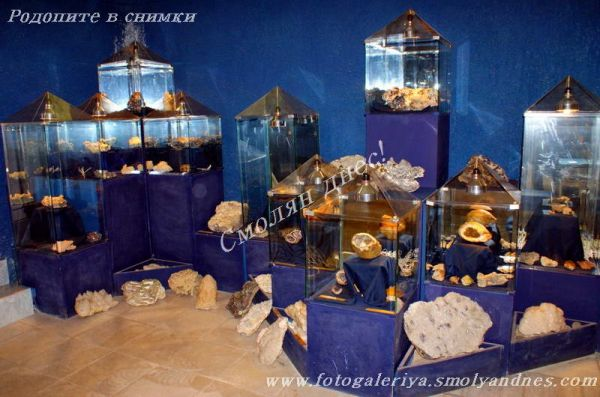 Родопите в снимки
Смолян днес!
www.fotogaleriya.smolyandnes.com